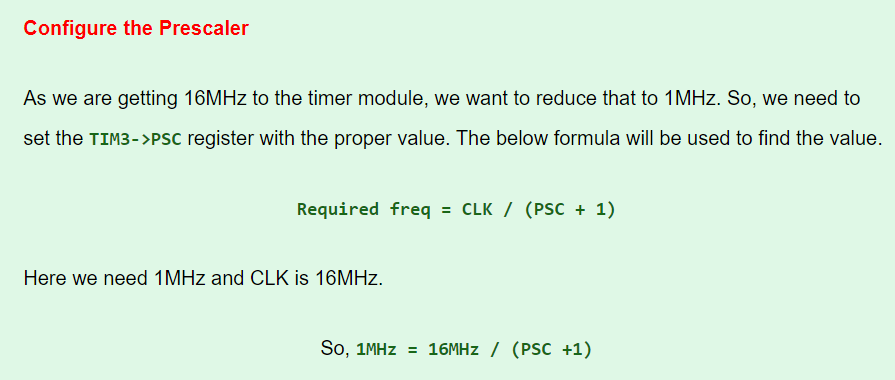 Configure the Prescaler
As we are getting 16MHz to the timer module, we want to reduce that to 1MHz. So, we need to
set the TIM3->PSC register with the proper value. The below formula will be used to find the value.
Required freq = CLK / (PSC + 1)
Here we need 1MHz and CLK is 16MHz.
So, 1MHz = 16MHz / (PSC +1)